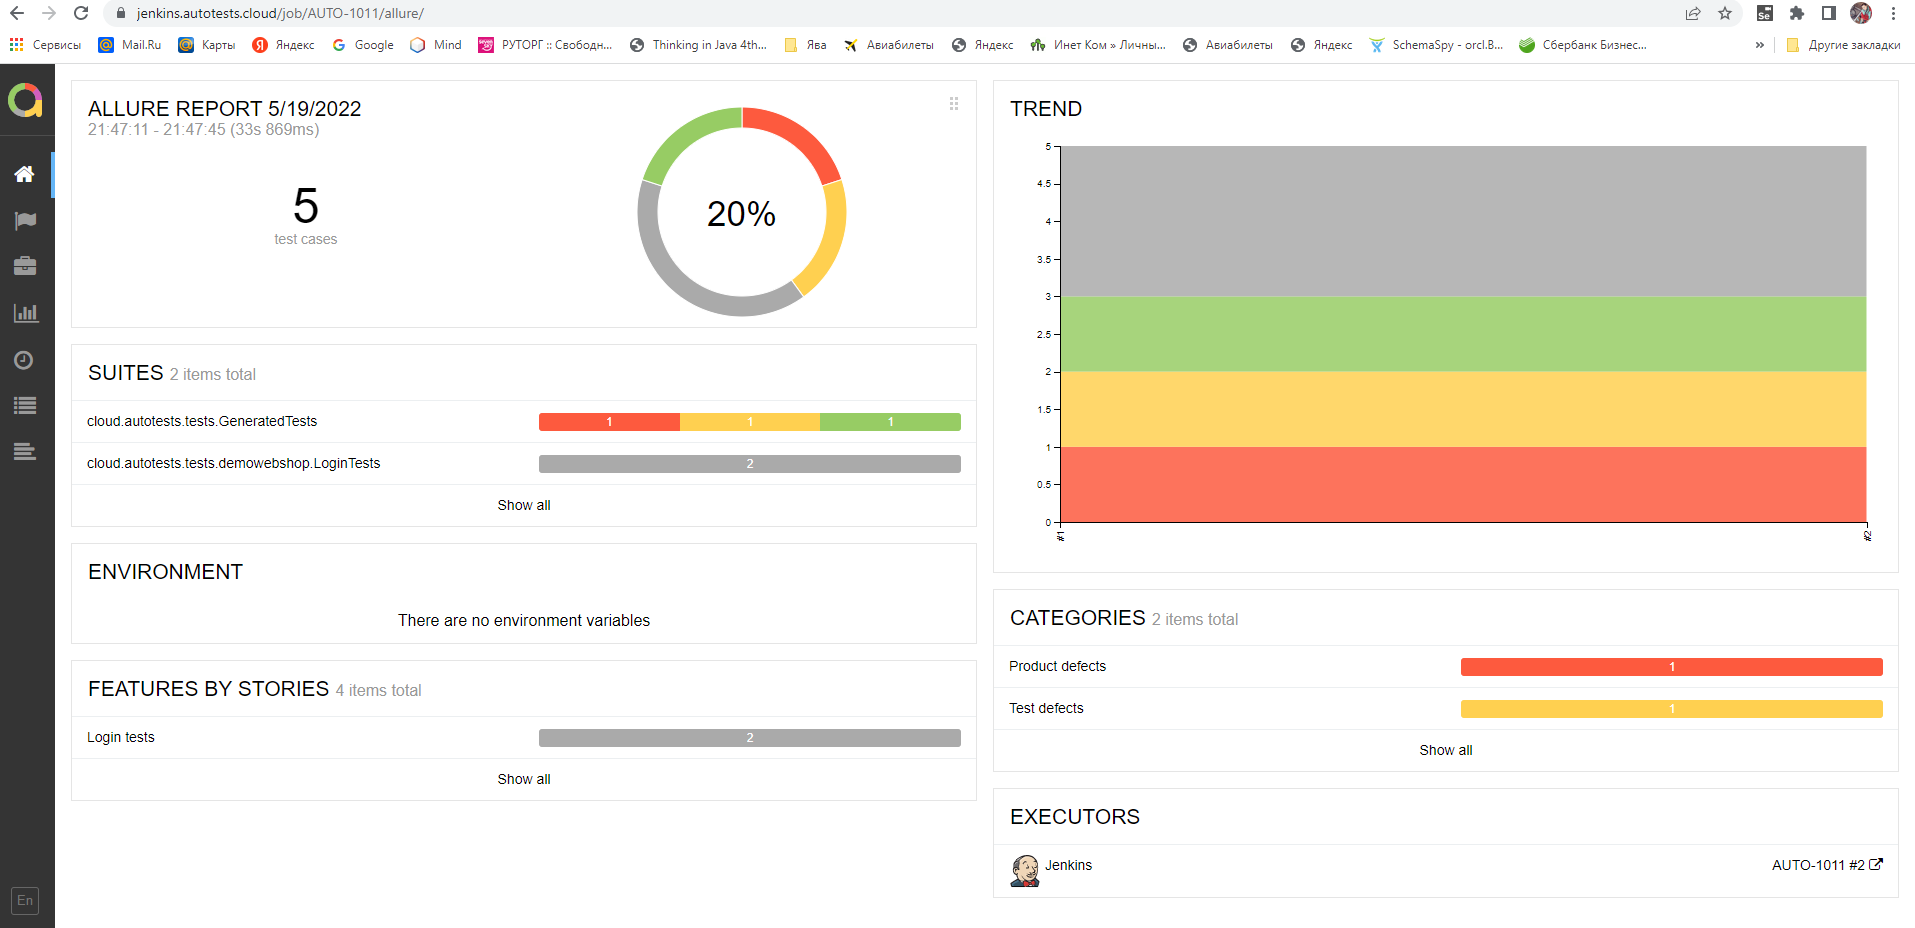 jenkins.autotests.cloud/job/AUTO-1011/allure/
Se
Сервисы
Mail.Ru
Карты
Яндекс
Google
Mind
РУТОРГ :: Свободн...
Thinking in Java 4th...
Ява
Авиабилеты
Яндекс
Инет Ком » Личны...
Авиабилеты
Яндекс
SchemaSpy - orcl.B...
Сбербанк Бизнес...
»
Другие закладки
ALLURE REPORT 5/19/2022
21:47:11 - 21:47:45 (33s 869ms)
5
test cases
20%
SUITES 2 items total
cloud.autotests.tests.GeneratedTests
1 1 1
cloud.autotests.tests.demowebshop.LoginTests
2
Show all
ENVIRONMENT
There are no environment variables
FEATURES BY STORIES 4 items total
Login tests
2
Show all
En
TREND
5
4.5
4
3.5
3
2.5
2
1.5
1
0.5
0
#1
#2
CATEGORIES 2 items total
Product defects
1
Test defects
1
Show all
EXECUTORS
Jenkins
AUTO-1011 #2